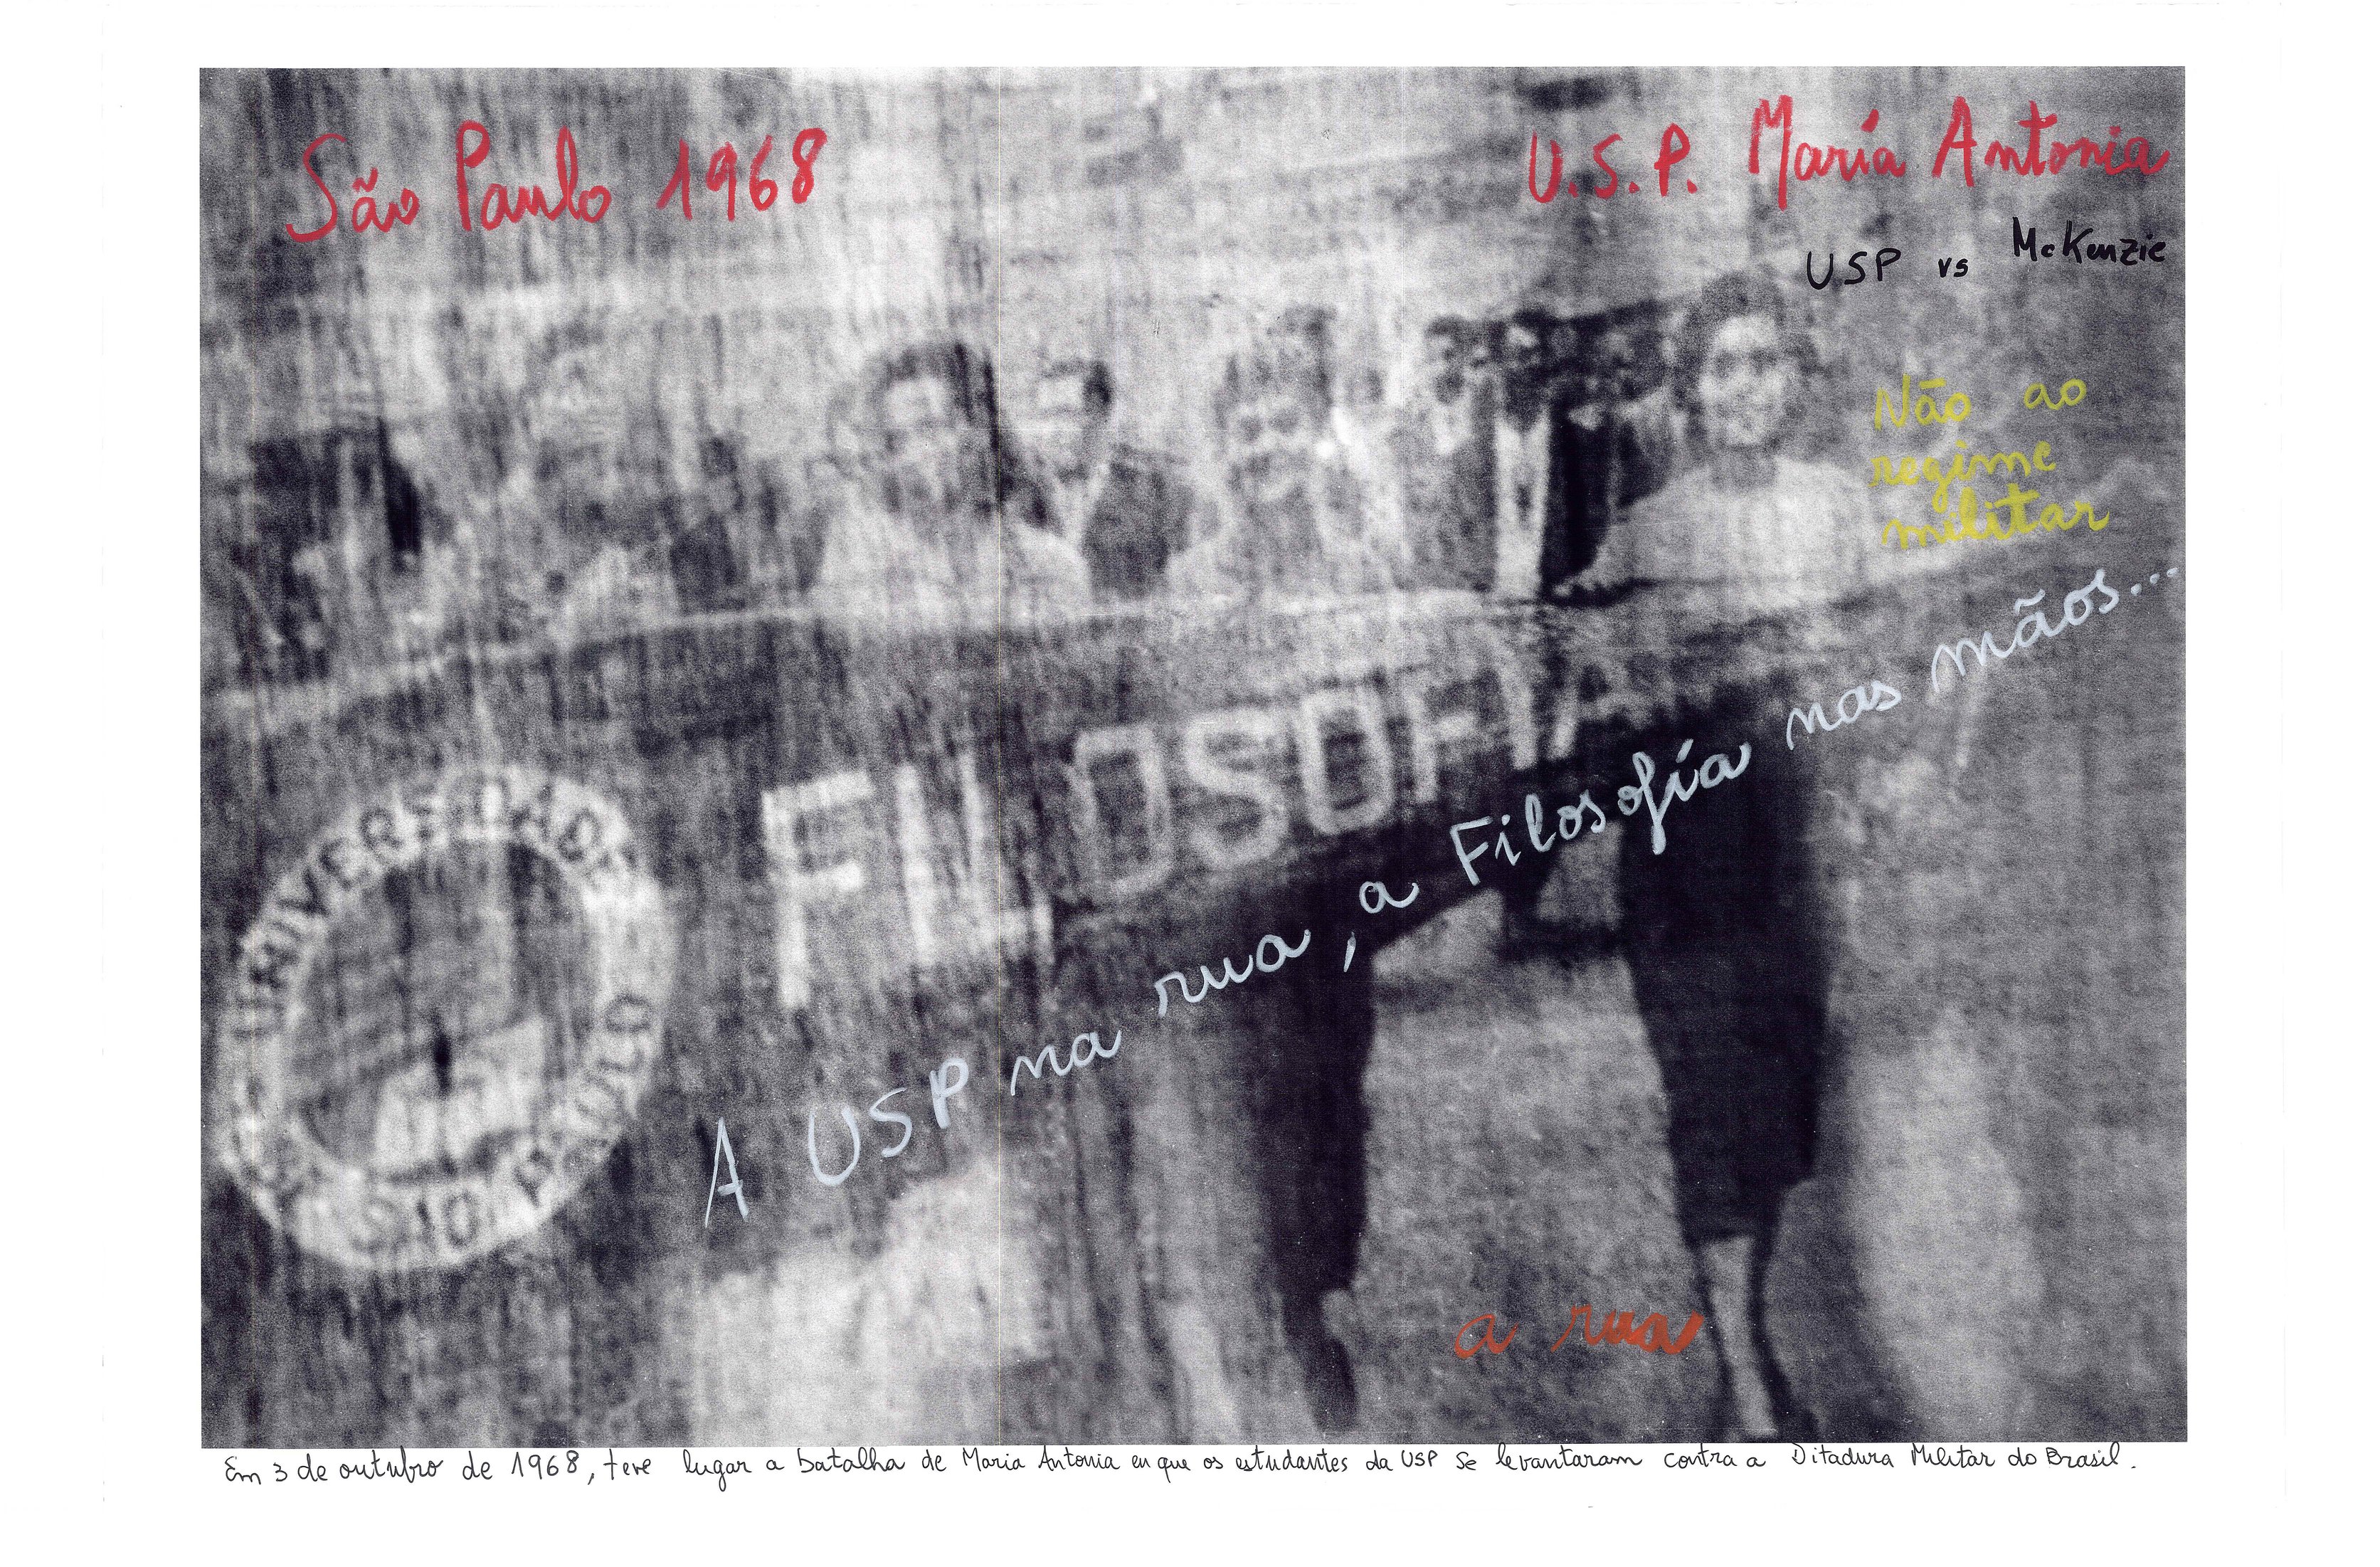 São Paulo 1968
U.S.P. María Antonia
USP vs McKenzie
Não ao
regime
militar
FILOSOFIA
UNIVERSIDADE
SÃO PAULO
A USP na rua, a Filosofía nas mãos...
a rua
Em 3 de outubro de 1968, teve lugar a batalha de Maria Antonia en que os estudantes da USP se levantaram contra a Ditadura Militar do Brasil.